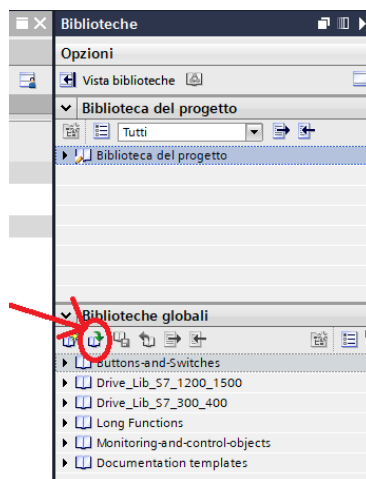 Biblioteche
Opzioni
Vista biblioteche
Biblioteca del progetto
Tutti
Biblioteca del progetto
Biblioteche globali
Buttons-and-Switches
Drive_Lib_S7_1200_1500
Drive_Lib_S7_300_400
Long Functions
Monitoring-and-control-objects
Documentation templates